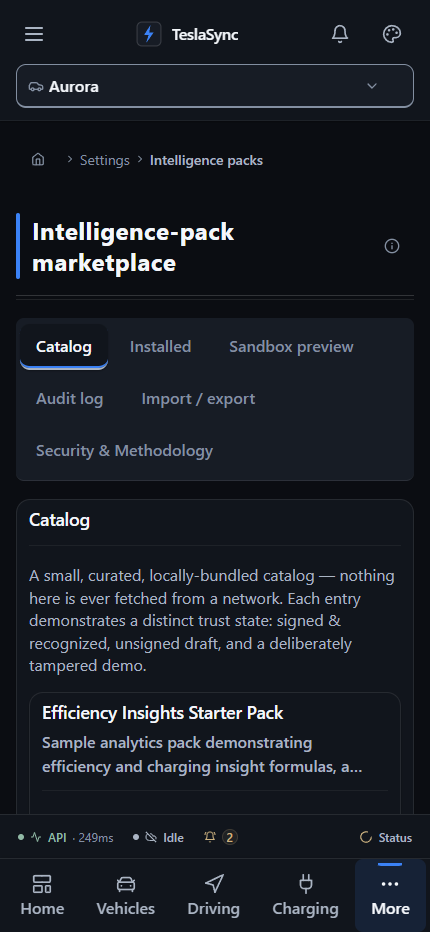 TeslaSync
Aurora
Settings
Intelligence packs
Intelligence-pack
marketplace
Catalog
Installed
Sandbox preview
Audit log
Import / export
Security & Methodology
Catalog
A small, curated, locally-bundled catalog — nothing
here is ever fetched from a network. Each entry
demonstrates a distinct trust state: signed &
recognized, unsigned draft, and a deliberately
tampered demo.
Efficiency Insights Starter Pack
Sample analytics pack demonstrating
efficiency and charging insight formulas, a...
API · 249ms
Idle
2
Status
Home
Vehicles
Driving
Charging
More